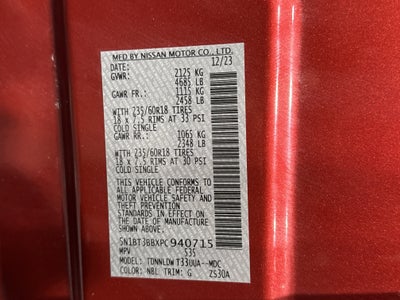 MFD BY NISSAN MOTOR CO., LTD.
DATE: 12/23
GVWR: 2125 KG
4685 LB
GAWR FR.: 1115 KG
2458 LB
WITH 235/60R18 TIRES
18 x 7.5 RIMS AT 33 PSI
COLD SINGLE
GAWR RR.: 1065 KG
2348 LB
WITH 235/60R18 TIRES
18 x 7.5 RIMS AT 30 PSI
COLD SINGLE
THIS VEHICLE CONFORMS TO
ALL APPLICABLE FEDERAL
MOTOR VEHICLE SAFETY AND
THEFT PREVENTION STANDARDS
IN EFFECT ON THE DATE OF
MANUFACTURE SHOWN ABOVE.
5N1BT3BBXPC940715
MPV 535
MODEL: TDNNLDW T33UUA--MDC
COLOR: NBL TRIM: G ZS30A